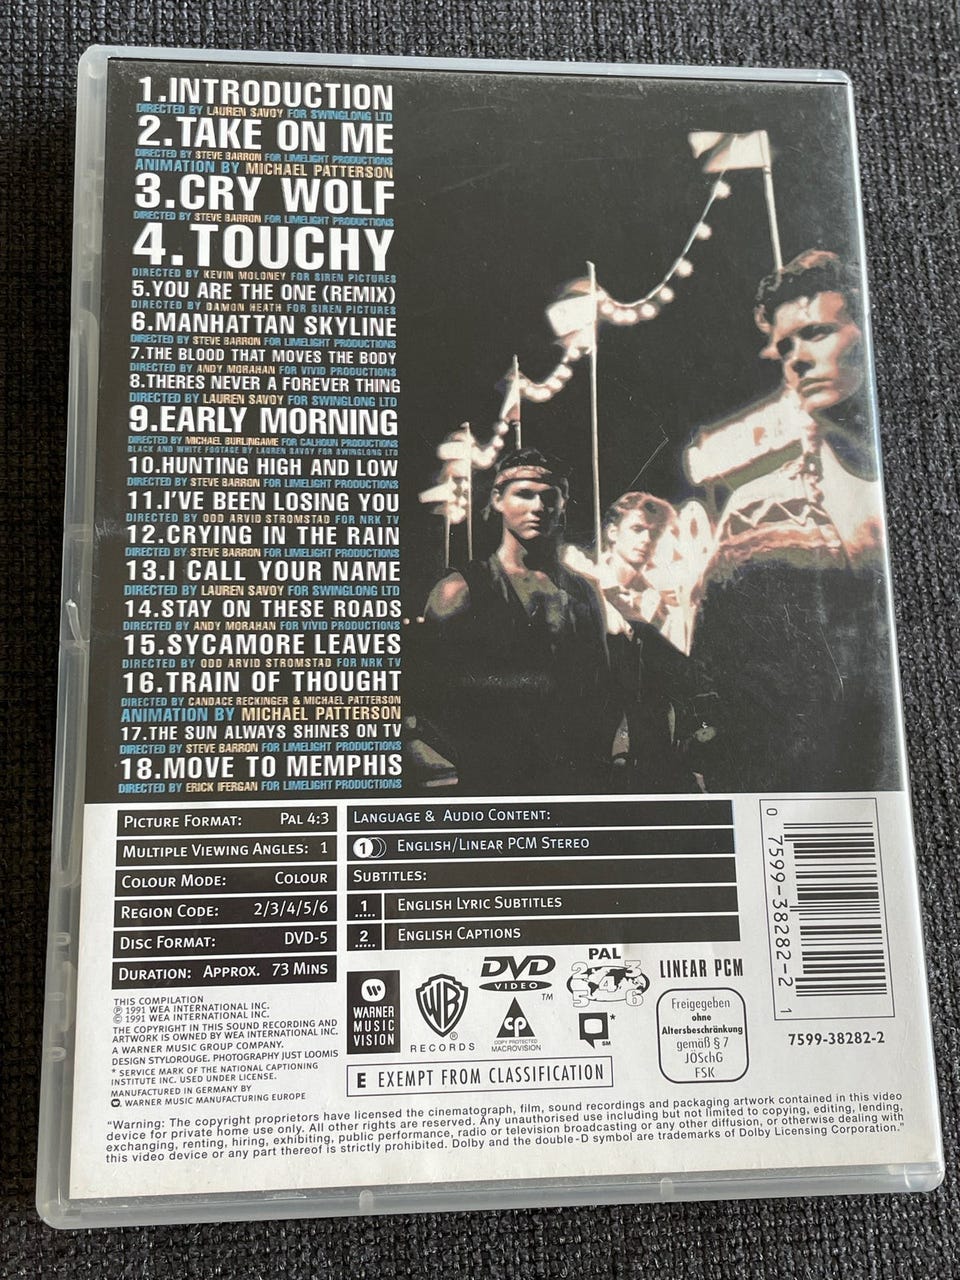 1.INTRODUCTION
DIRECTED BY LAUREN SAVOY FOR SWINGLONG LTD
2.TAKE ON ME
DIRECTED BY STEVE BARRON FOR LIMELIGHT PRODUCTIONS
ANIMATION BY MICHAEL PATTERSON
3.CRY WOLF
DIRECTED BY STEVE BARRON FOR LIMELIGHT PRODUCTIONS
4.TOUCHY
DIRECTED BY KEVIN MOLONEY FOR SIREN PICTURES
5.YOU ARE THE ONE (REMIX)
DIRECTED BY DAMON HEATH FOR SIREN PICTURES
6.MANHATTAN SKYLINE
DIRECTED BY STEVE BARRON FOR LIMELIGHT PRODUCTIONS
7.THE BLOOD THAT MOVES THE BODY
DIRECTED BY ANDY MORAHAN FOR VIVID PRODUCTIONS
8.THERES NEVER A FOREVER THING
DIRECTED BY LAUREN SAVOY FOR SWINGLONG LTD
9.EARLY MORNING
DIRECTED BY MICHAEL BURLINGAME FOR CALHOUN PRODUCTIONS
BLACK AND WHITE FOOTAGE BY LAUREN SAVOY FOR SWINGLONG LTD
10.HUNTING HIGH AND LOW
DIRECTED BY STEVE BARRON FOR LIMELIGHT PRODUCTIONS
11.I'VE BEEN LOSING YOU
DIRECTED BY ODD ARVID STROMSTAD FOR NRK TV
12.CRYING IN THE RAIN
DIRECTED BY STEVE BARRON FOR LIMELIGHT PRODUCTIONS
13.I CALL YOUR NAME
DIRECTED BY LAUREN SAVOY FOR SWINGLONG LTD
14.STAY ON THESE ROADS
DIRECTED BY ANDY MORAHAN FOR VIVID PRODUCTIONS
15.SYCAMORE LEAVES
DIRECTED BY ODD ARVID STROMSTAD FOR NRK TV
16.TRAIN OF THOUGHT
DIRECTED BY CANDACE RECKINGER & MICHAEL PATTERSON
ANIMATION BY MICHAEL PATTERSON
17.THE SUN ALWAYS SHINES ON TV
DIRECTED BY STEVE BARRON FOR LIMELIGHT PRODUCTIONS
18.MOVE TO MEMPHIS
DIRECTED BY ERICK IFERGAN FOR LIMELIGHT PRODUCTIONS
PICTURE FORMAT: PAL 4:3
MULTIPLE VIEWING ANGLES: 1
COLOUR MODE: COLOUR
REGION CODE: 2/3/4/5/6
DISC FORMAT: DVD-5
DURATION: APPROX. 73 MINS
LANGUAGE & AUDIO CONTENT:
1 ENGLISH/LINEAR PCM STEREO
SUBTITLES:
1 ENGLISH LYRIC SUBTITLES
2 ENGLISH CAPTIONS
0 7599-38282-2 1
7599-38282-2
THIS COMPILATION
℗ 1991 WEA INTERNATIONAL INC.
© 1991 WEA INTERNATIONAL INC.
THE COPYRIGHT IN THIS SOUND RECORDING AND
ARTWORK IS OWNED BY WEA INTERNATIONAL INC.
A WARNER MUSIC GROUP COMPANY.
DESIGN STYLOROUGE. PHOTOGRAPHY JUST LOOMIS
* SERVICE MARK OF THE NATIONAL CAPTIONING
INSTITUTE INC. USED UNDER LICENSE.
MANUFACTURED IN GERMANY BY
WARNER MUSIC MANUFACTURING EUROPE
WARNER
MUSIC
VISION
WB
®
RECORDS
DVD
VIDEO
TM
CP
COPY PROTECTED
MACROVISION
PAL
2 3
4
5 6
*
SM
LINEAR PCM
Freigegeben
ohne
Altersbeschränkung
gemäß § 7
JÖSchG
FSK
E EXEMPT FROM CLASSIFICATION
"Warning: The copyright proprietors have licensed the cinematograph, film, sound recordings and packaging artwork contained in this video
device for private home use only. All other rights are reserved. Any unauthorised use including but not limited to copying, editing, lending,
exchanging, renting, hiring, exhibiting, public performance, radio or television broadcasting or any other diffusion, or otherwise dealing with
this video device or any part thereof is strictly prohibited. Dolby and the double-D symbol are trademarks of Dolby Licensing Corporation."